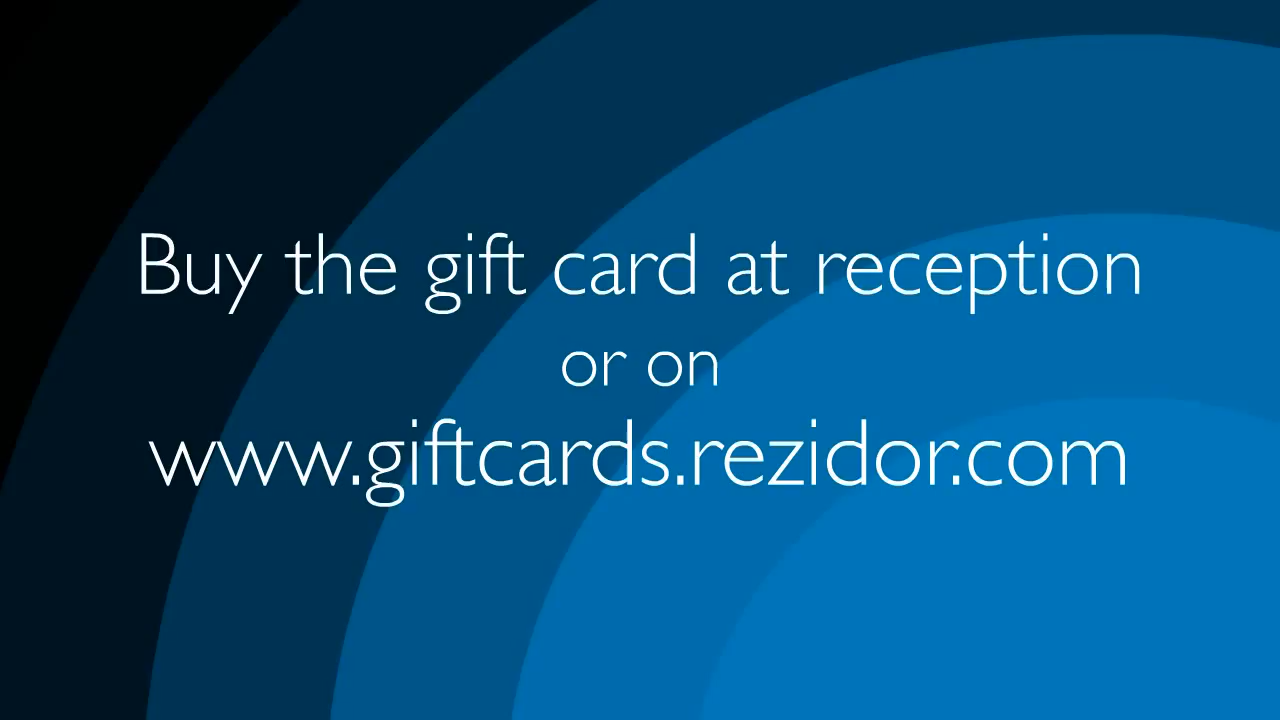 Buy the gift card at reception
or on
www.giftcards.rezidor.com